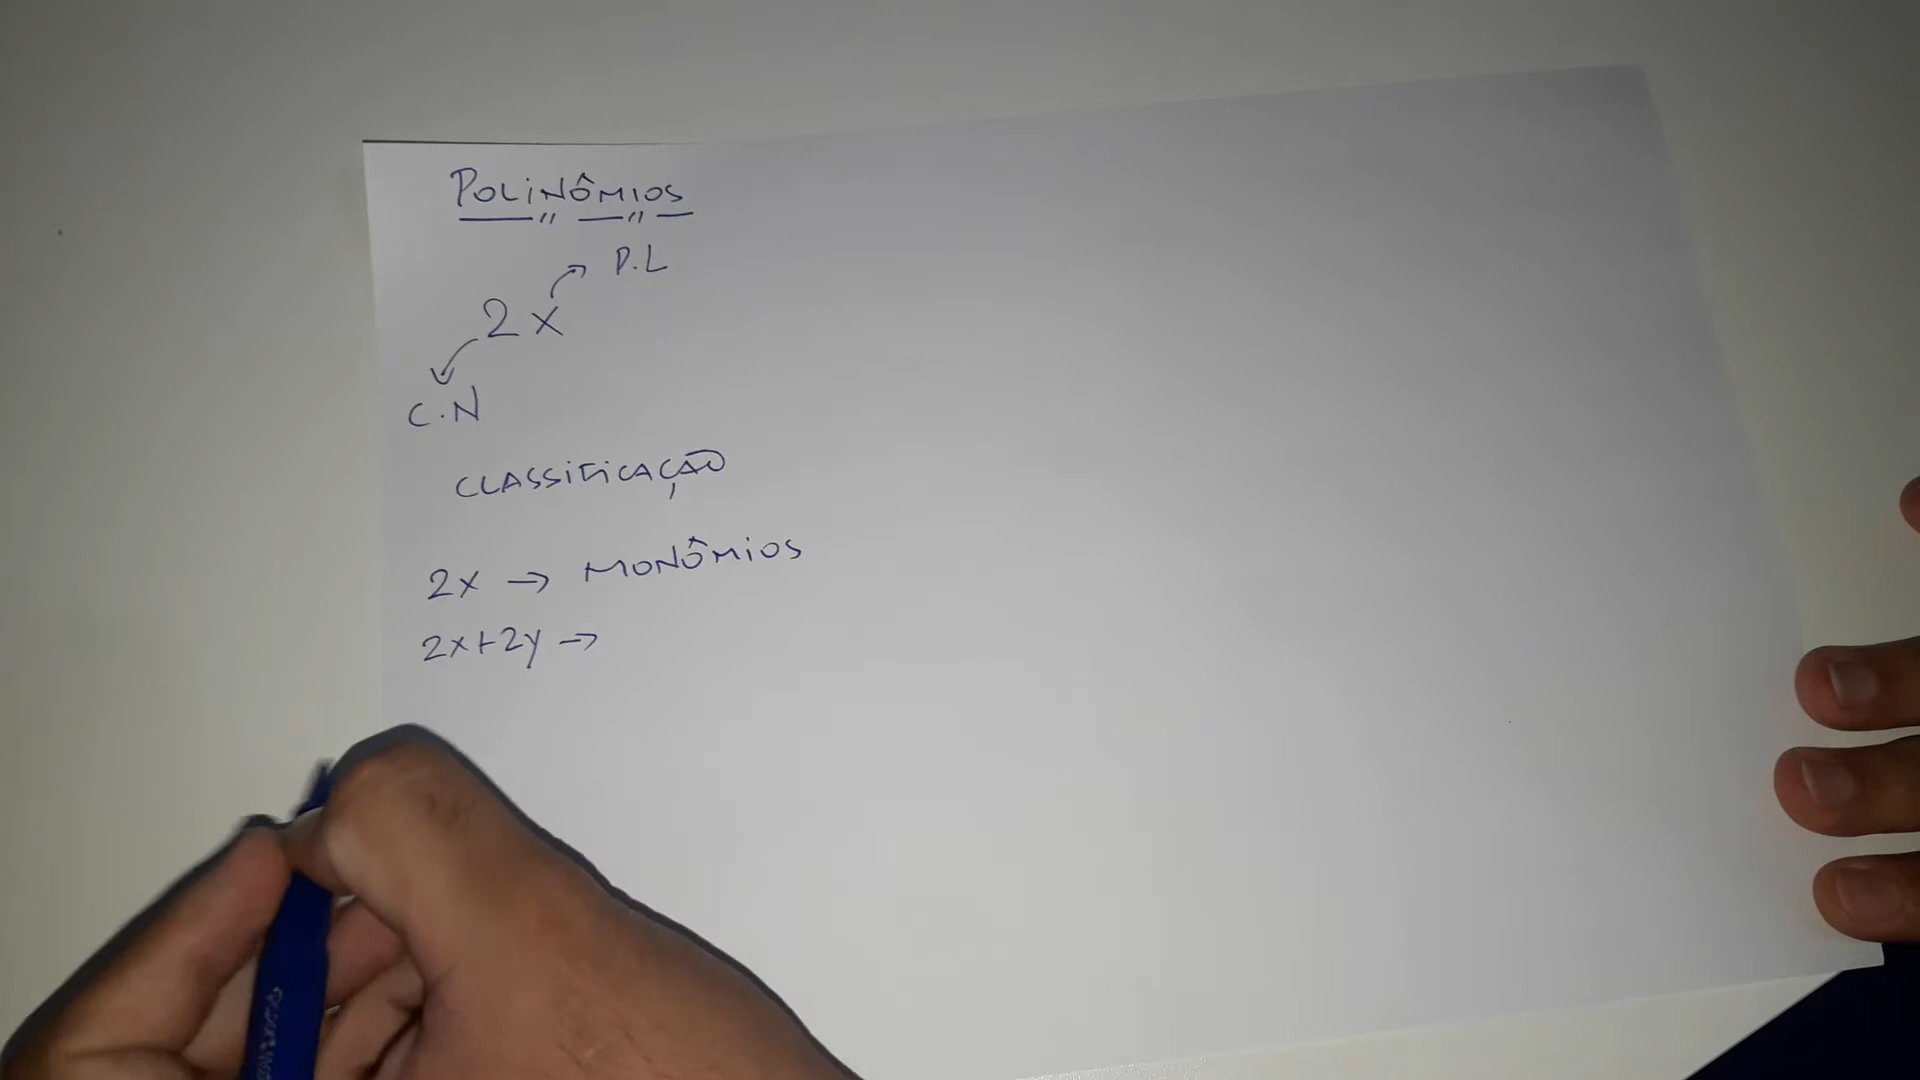 POLINÔMIOS
P.L
2x
C.N
CLASSIFICAÇÃO
2x → MONÔMIOS
2x+2y →